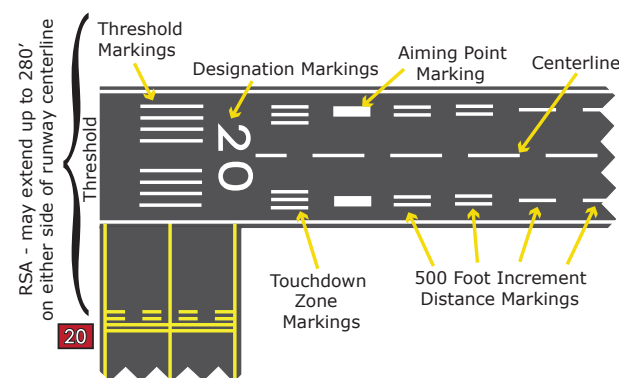 RSA - may extend up to 280’
on either side of runway centerline
Threshold
Markings
Designation Markings
Aiming Point
Marking
Centerline
Threshold
20
Touchdown
Zone
Markings
500 Foot Increment
Distance Markings
20